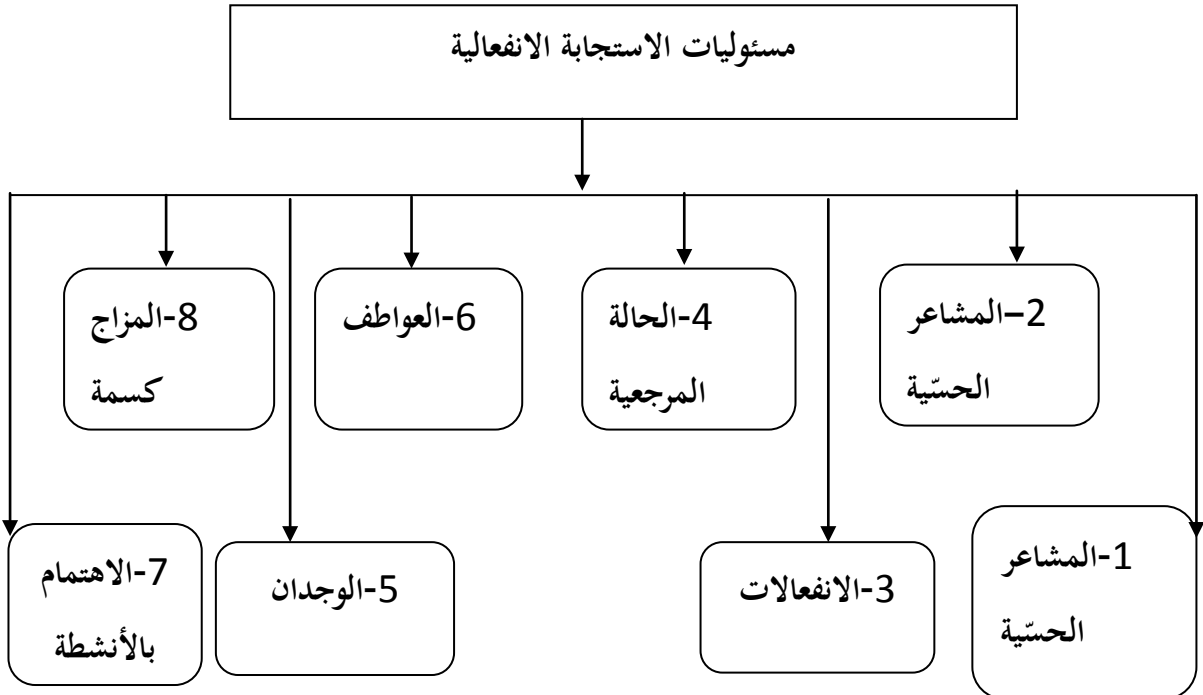 مسئوليات الاستجابة الانفعالية
2–المشاعر
الحسّية
4-الحالة
المرجعية
6-العواطف
8-المزاج
كسمة
1-المشاعر
الحسّية
3-الانفعالات
5-الوجدان
7-الاهتمام
بالأنشطة